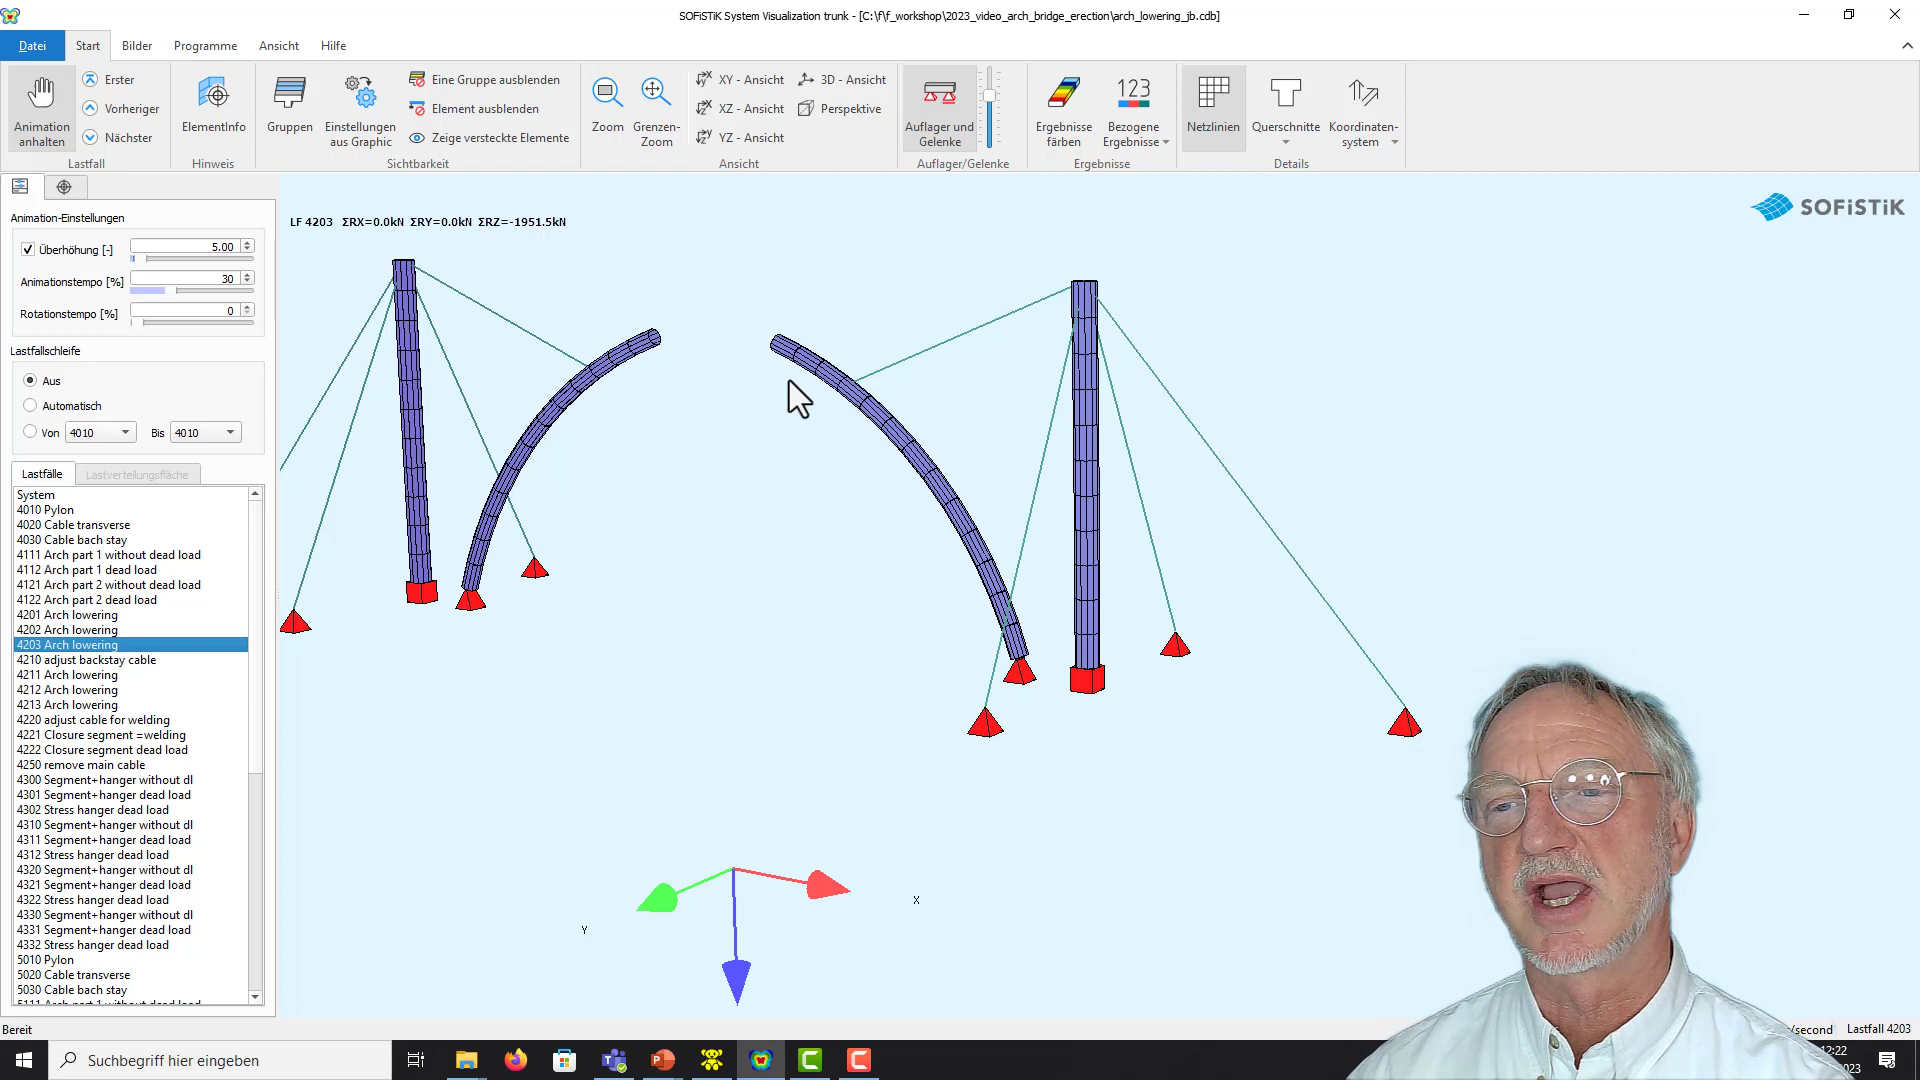 SOFiSTiK System Visualization trunk - [C:\f\f_workshop\2023_video_arch_bridge_erection\arch_lowering_jb.cdb]
Datei Start Bilder Programme Ansicht Hilfe
Animation anhalten
Erster
Vorheriger
Nächster
Lastfall
ElementInfo
Hinweis
Gruppen
Einstellungen aus Graphic
Eine Gruppe ausblenden
Element ausblenden
Zeige versteckte Elemente
Sichtbarkeit
Zoom
Grenzen-Zoom
XY - Ansicht
XZ - Ansicht
YZ - Ansicht
3D - Ansicht
Perspektive
Ansicht
Auflager und Gelenke
Auflager/Gelenke
Ergebnisse färben
123
Bezogene Ergebnisse
Ergebnisse
Netzlinien
Querschnitte
Koordinaten-system
Details
Animation-Einstellungen
Überhöhung [-] 5.00
Animationstempo [%] 30
Rotationstempo [%] 0
Lastfallschleife
Aus
Automatisch
Von 4010 Bis 4010
Lastfälle Lastverteilungsfläche
System
4010 Pylon
4020 Cable transverse
4030 Cable bach stay
4111 Arch part 1 without dead load
4112 Arch part 1 dead load
4121 Arch part 2 without dead load
4122 Arch part 2 dead load
4201 Arch lowering
4202 Arch lowering
4203 Arch lowering
4210 adjust backstay cable
4211 Arch lowering
4212 Arch lowering
4213 Arch lowering
4220 adjust cable for welding
4221 Closure segment =welding
4222 Closure segment dead load
4250 remove main cable
4300 Segment+hanger without dl
4301 Segment+hanger dead load
4302 Stress hanger dead load
4310 Segment+hanger without dl
4311 Segment+hanger dead load
4312 Stress hanger dead load
4320 Segment+hanger without dl
4321 Segment+hanger dead load
4322 Stress hanger dead load
4330 Segment+hanger without dl
4331 Segment+hanger dead load
4332 Stress hanger dead load
5010 Pylon
5020 Cable transverse
5030 Cable bach stay
5111 Arch part 1 without dead load
LF 4203 ΣRX=0.0kN ΣRY=0.0kN ΣRZ=-1951.5kN
SOFiSTiK
X
Y
Bereit
/second Lastfall 4203
Suchbegriff hier eingeben
12:22
2023